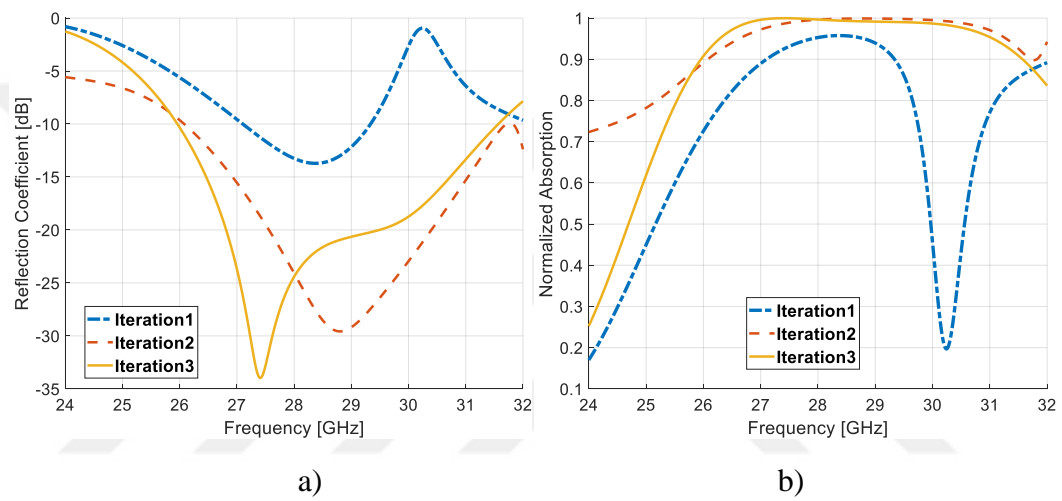 0
-5
-10
-15
-20
-25
-30
-35
Reflection Coefficient [dB]
Iteration1
Iteration2
Iteration3
24 25 26 27 28 29 30 31 32
Frequency [GHz]
a)
1
0.9
0.8
0.7
0.6
0.5
0.4
0.3
0.2
0.1
Normalized Absorption
Iteration1
Iteration2
Iteration3
24 25 26 27 28 29 30 31 32
Frequency [GHz]
b)